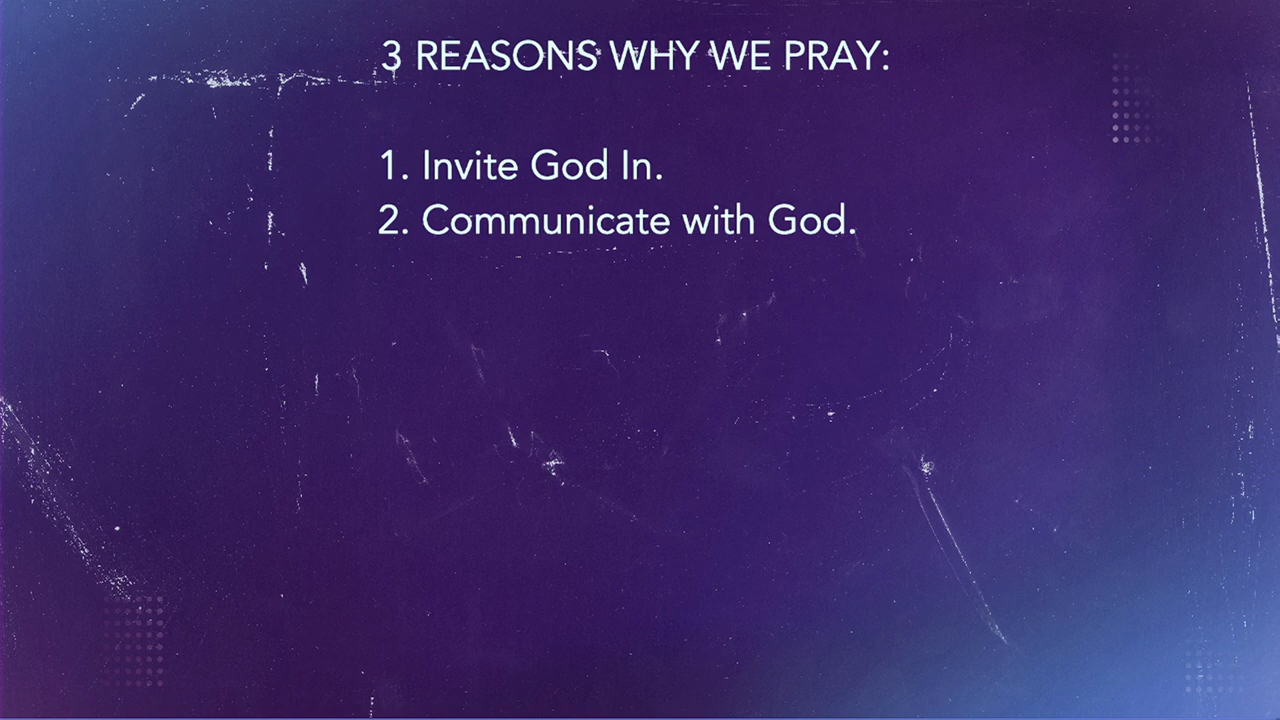 3 REASONS WHY WE PRAY:
1. Invite God In.
2. Communicate with God.